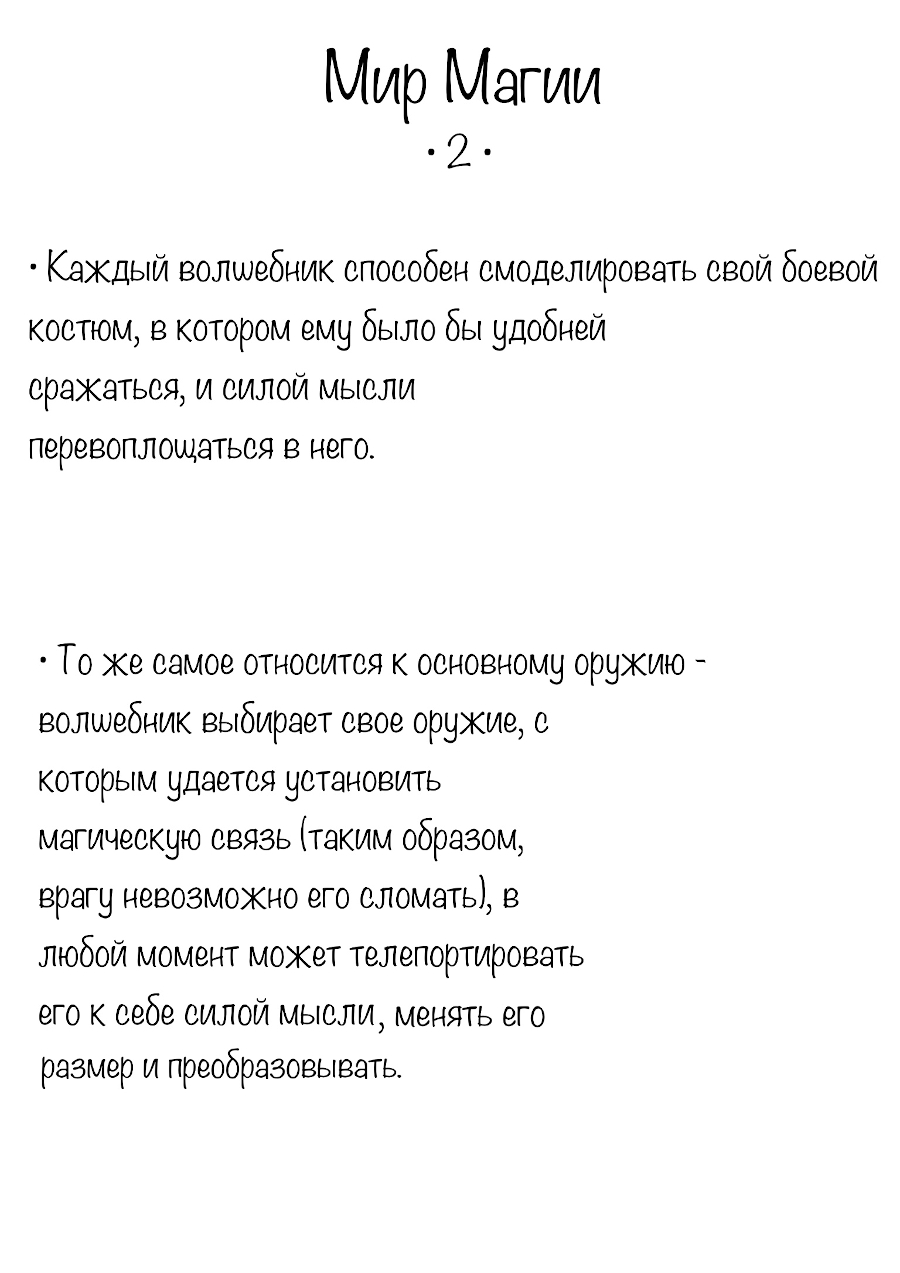 Мир Магии
• 2 •
• Каждый волшебник способен смоделировать свой боевой
костюм, в котором ему было бы удобней
сражаться, и силой мысли
перевоплощаться в него.
• То же самое относится к основному оружию -
волшебник выбирает свое оружие, с
которым удается установить
магическую связь (таким образом,
врагу невозможно его сломать), в
любой момент может телепортировать
его к себе силой мысли, менять его
размер и преобразовывать.